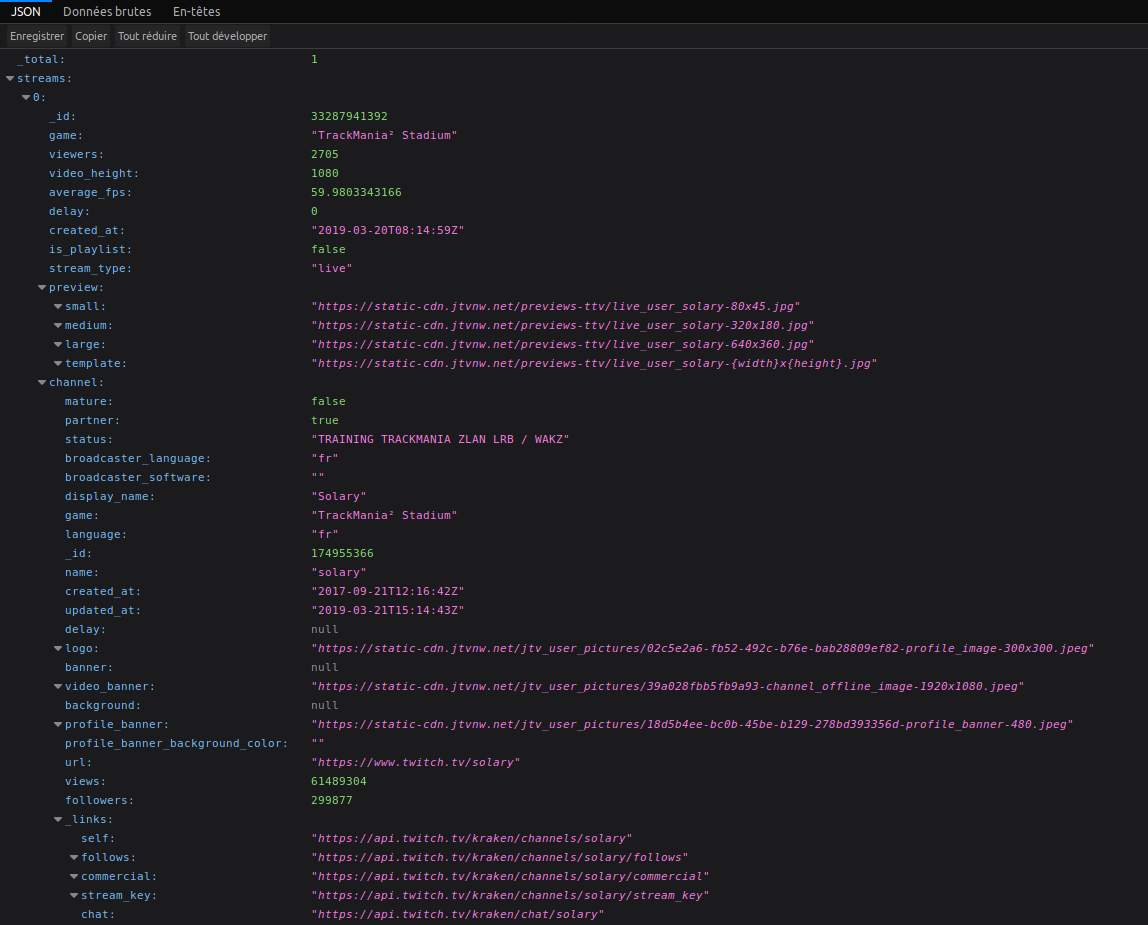 JSON Données brutes En-têtes
Enregistrer Copier Tout réduire Tout développer
_total: 1
streams:
0:
_id: 33287941392
game: "TrackMania² Stadium"
viewers: 2705
video_height: 1080
average_fps: 59.9803343166
delay: 0
created_at: "2019-03-20T08:14:59Z"
is_playlist: false
stream_type: "live"
preview:
small: "https://static-cdn.jtvnw.net/previews-ttv/live_user_solary-80x45.jpg"
medium: "https://static-cdn.jtvnw.net/previews-ttv/live_user_solary-320x180.jpg"
large: "https://static-cdn.jtvnw.net/previews-ttv/live_user_solary-640x360.jpg"
template: "https://static-cdn.jtvnw.net/previews-ttv/live_user_solary-{width}x{height}.jpg"
channel:
mature: false
partner: true
status: "TRAINING TRACKMANIA ZLAN LRB / WAKZ"
broadcaster_language: "fr"
broadcaster_software: ""
display_name: "Solary"
game: "TrackMania² Stadium"
language: "fr"
_id: 174955366
name: "solary"
created_at: "2017-09-21T12:16:42Z"
updated_at: "2019-03-21T15:14:43Z"
delay: null
logo: "https://static-cdn.jtvnw.net/jtv_user_pictures/02c5e2a6-fb52-492c-b76e-bab28809ef82-profile_image-300x300.jpeg"
banner: null
video_banner: "https://static-cdn.jtvnw.net/jtv_user_pictures/39a028fbb5fb9a93-channel_offline_image-1920x1080.jpeg"
background: null
profile_banner: "https://static-cdn.jtvnw.net/jtv_user_pictures/18d5b4ee-bc0b-45be-b129-278bd393356d-profile_banner-480.jpeg"
profile_banner_background_color: ""
url: "https://www.twitch.tv/solary"
views: 61489304
followers: 299877
_links:
self: "https://api.twitch.tv/kraken/channels/solary"
follows: "https://api.twitch.tv/kraken/channels/solary/follows"
commercial: "https://api.twitch.tv/kraken/channels/solary/commercial"
stream_key: "https://api.twitch.tv/kraken/channels/solary/stream_key"
chat: "https://api.twitch.tv/kraken/chat/solary"